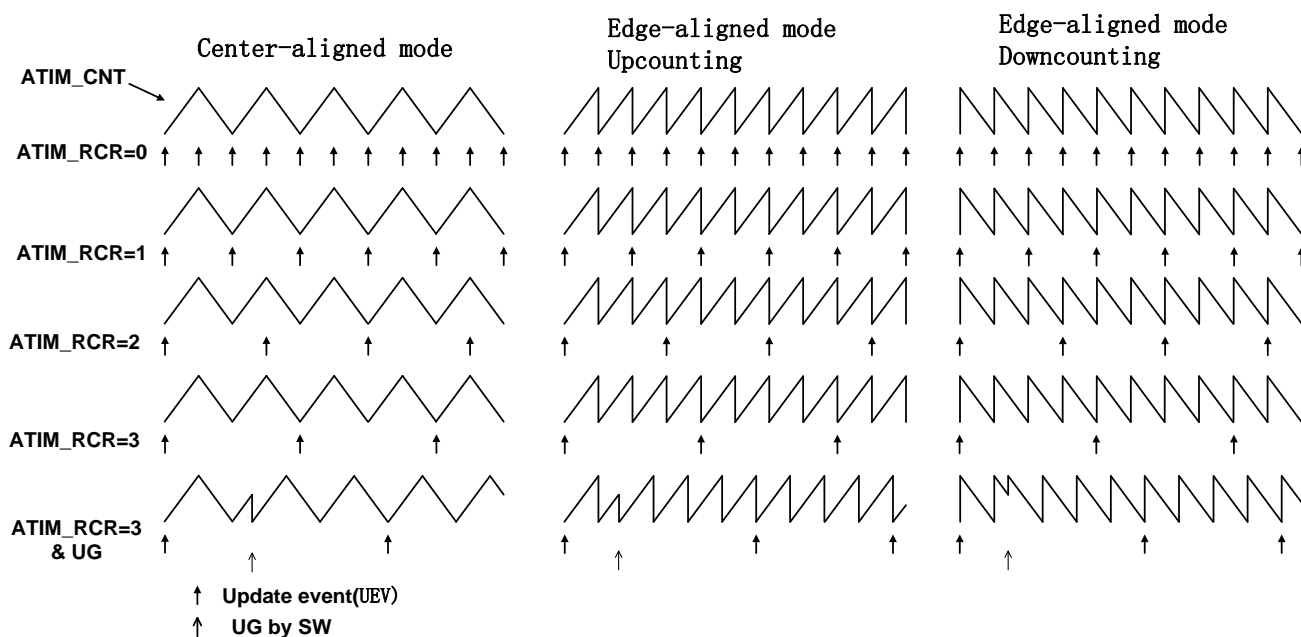 Center-aligned mode
Edge-aligned mode
Upcounting
Edge-aligned mode
Downcounting
ATIM_CNT
ATIM_RCR=0
ATIM_RCR=1
ATIM_RCR=2
ATIM_RCR=3
ATIM_RCR=3
& UG
Update event(UEV)
UG by SW